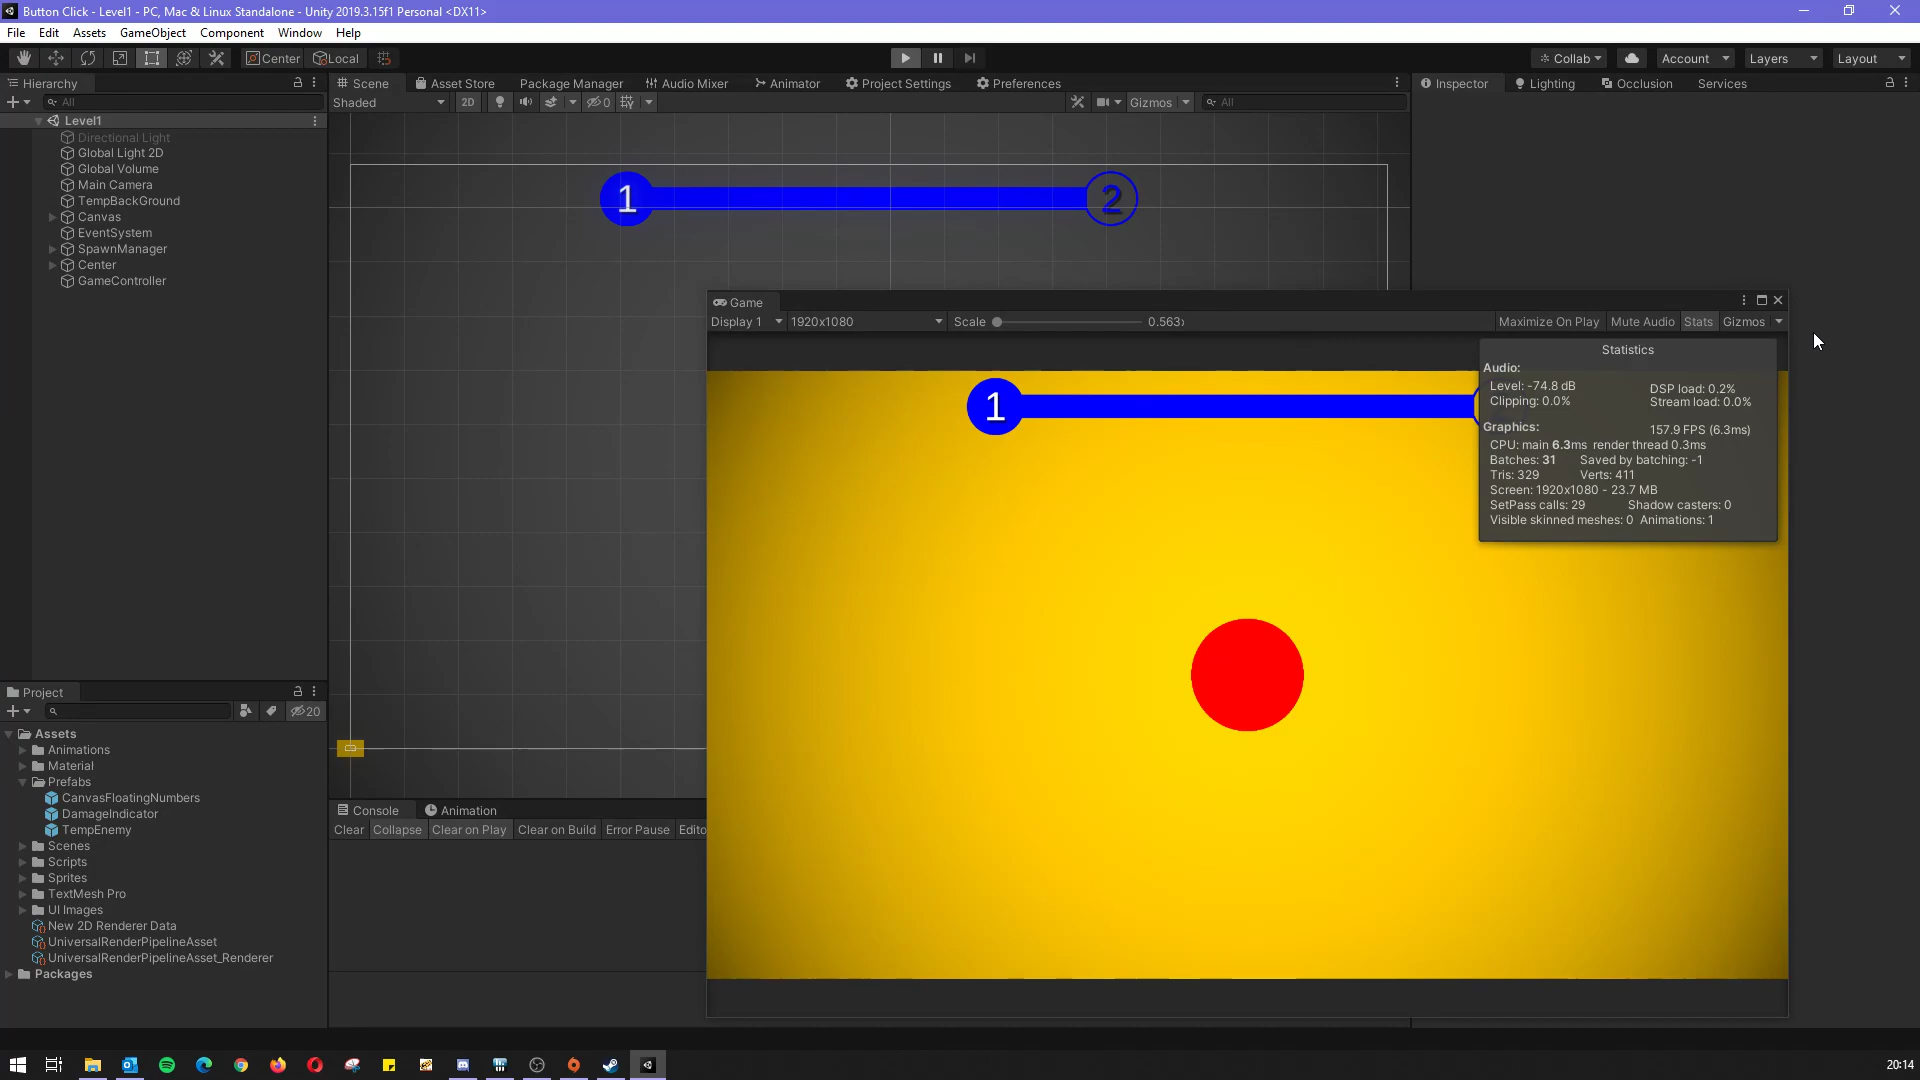 Button Click - Level1 - PC, Mac & Linux Standalone - Unity 2019.3.15f1 Personal <DX11>
File Edit Assets GameObject Component Window Help
Center Local Collab Account Layers Layout
Hierarchy
All
Level1
Directional Light
Global Light 2D
Global Volume
Main Camera
TempBackGround
Canvas
EventSystem
SpawnManager
Center
GameController
Scene Asset Store Package Manager Audio Mixer Animator Project Settings Preferences
Shaded 2D 0 Gizmos All
1 2
Inspector Lighting Occlusion Services
Game
Display 1 1920x1080 Scale 0.563x Maximize On Play Mute Audio Stats Gizmos
1
Statistics
Audio:
Level: -74.8 dB DSP load: 0.2%
Clipping: 0.0% Stream load: 0.0%
Graphics: 157.9 FPS (6.3ms)
CPU: main 6.3ms render thread 0.3ms
Batches: 31 Saved by batching: -1
Tris: 329 Verts: 411
Screen: 1920x1080 - 23.7 MB
SetPass calls: 29 Shadow casters: 0
Visible skinned meshes: 0 Animations: 1
Project
20
Assets
Animations
Material
Prefabs
CanvasFloatingNumbers
DamageIndicator
TempEnemy
Scenes
Scripts
Sprites
TextMesh Pro
UI Images
New 2D Renderer Data
UniversalRenderPipelineAsset
UniversalRenderPipelineAsset_Renderer
Packages
Console Animation
Clear Collapse Clear on Play Clear on Build Error Pause Edito
20:14